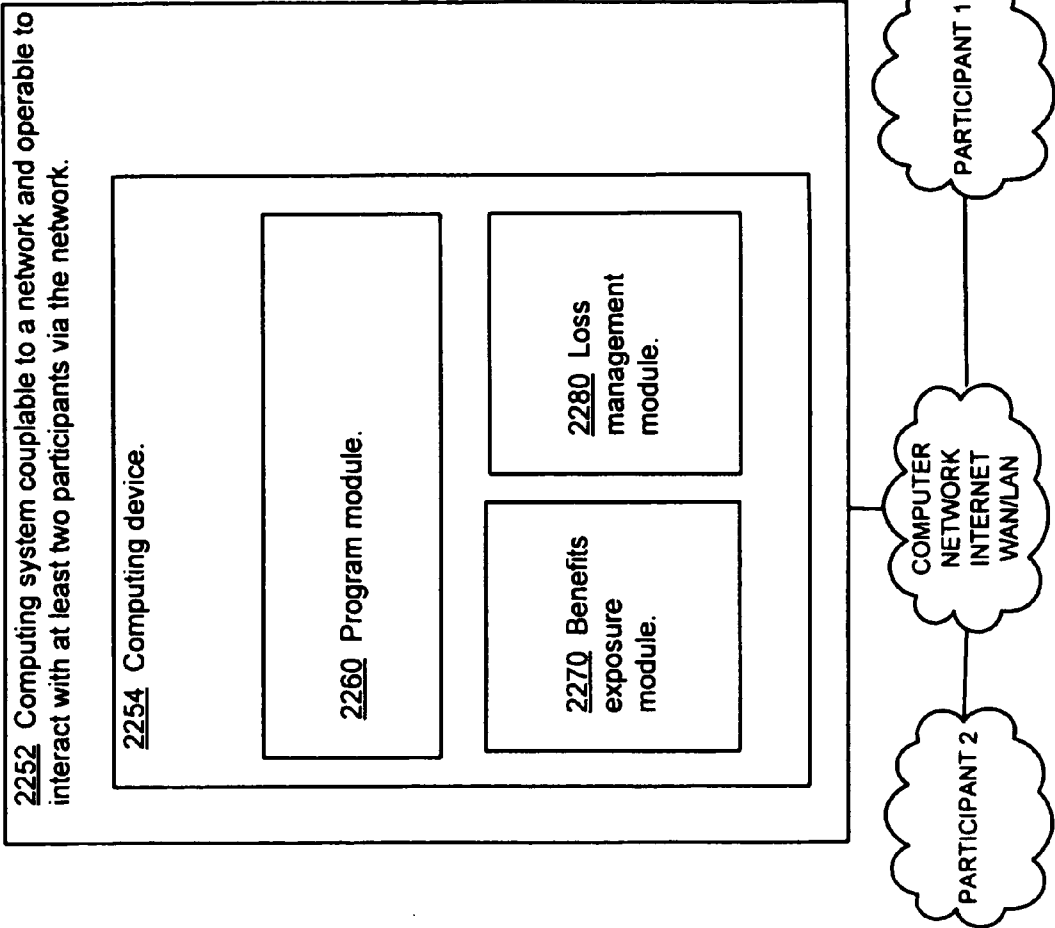 2252 Computing system couplable to a network and operable to
interact with at least two participants via the network.
2254 Computing device.
2260 Program module.
2270 Benefits
exposure
module.
2280 Loss
management
module.
PARTICIPANT 2
COMPUTER
NETWORK
INTERNET
WAN/LAN
PARTICIPANT 1